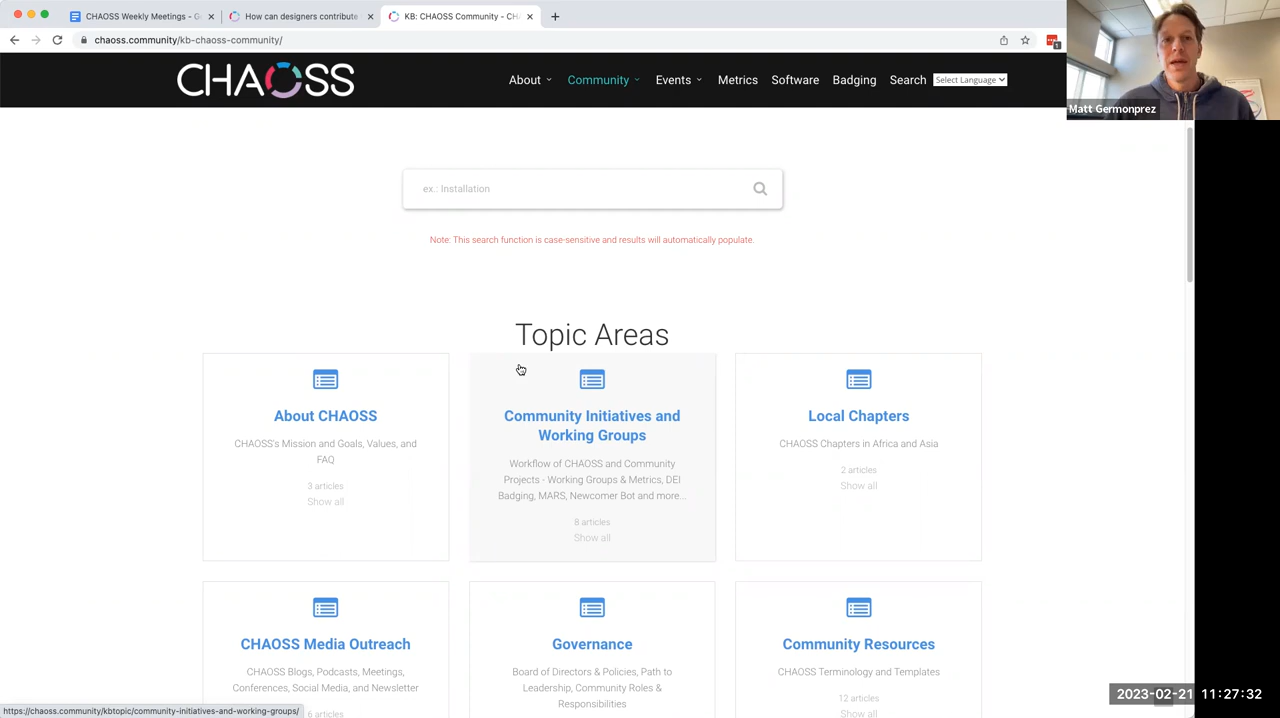 CHAOSS Weekly Meetings - G
How can designers contribute
KB: CHAOSS Community - CH
chaoss.community/kb-chaoss-community/
CHAOSS
About
Community
Events
Metrics
Software
Badging
Search
Select Language
Matt Germonprez
ex.: Installation
Note: This search function is case-sensitive and results will automatically populate.
Topic Areas
About CHAOSS
CHAOSS's Mission and Goals, Values, and
FAQ
3 articles
Show all
Community Initiatives and
Working Groups
Workflow of CHAOSS and Community
Projects - Working Groups & Metrics, DEI
Badging, MARS, Newcomer Bot and more...
8 articles
Show all
Local Chapters
CHAOSS Chapters in Africa and Asia
2 articles
Show all
CHAOSS Media Outreach
CHAOSS Blogs, Podcasts, Meetings,
Conferences, Social Media, and Newsletter
6 articles
Governance
Board of Directors & Policies, Path to
Leadership, Community Roles &
Responsibilities
Community Resources
CHAOSS Terminology and Templates
12 articles
Show all
https://chaoss.community/kbtopic/community-initiatives-and-working-groups/
2023-02-21 11:27:32